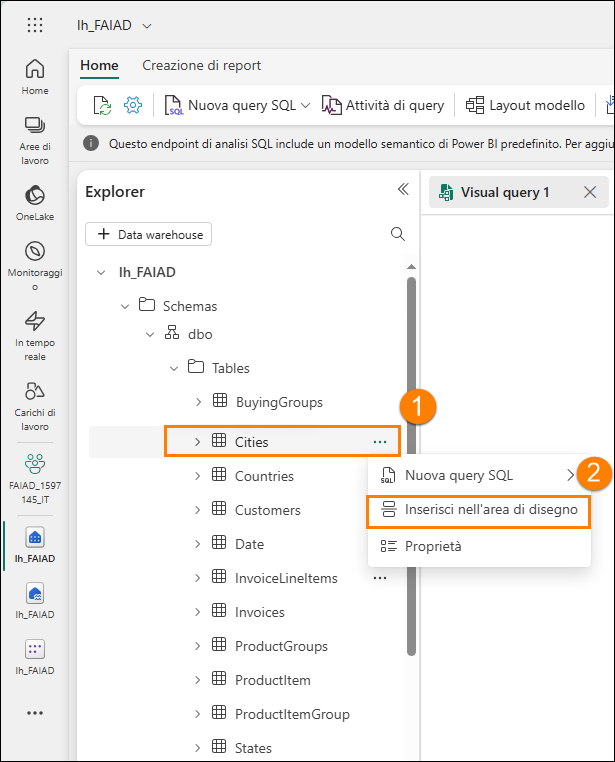 lh_FAIAD
Home
Creazione di report
Nuova query SQL
Attività di query
Layout modello
Questo endpoint di analisi SQL include un modello semantico di Power BI predefinito. Per aggiu
Home
Aree di
lavoro
OneLake
Monitoraggi
o
In tempo
reale
Carichi di
lavoro
FAIAD_1597
145_IT
lh_FAIAD
lh_FAIAD
lh_FAIAD
Explorer
Visual query 1
+ Data warehouse
lh_FAIAD
Schemas
dbo
Tables
BuyingGroups
1
Cities
Countries
Nuova query SQL
2
Customers
Inserisci nell'area di disegno
Date
Proprietà
InvoiceLineItems
Invoices
ProductGroups
ProductItem
ProductItemGroup
States